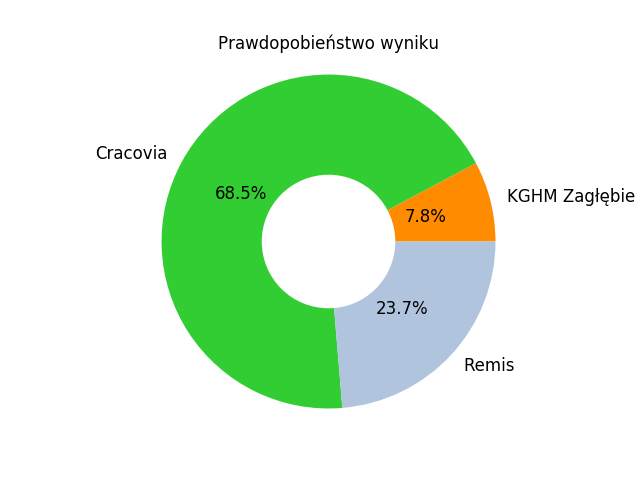 Prawdopobieństwo wyniku
Cracovia
68.5%
KGHM Zagłębie
7.8%
23.7%
Remis